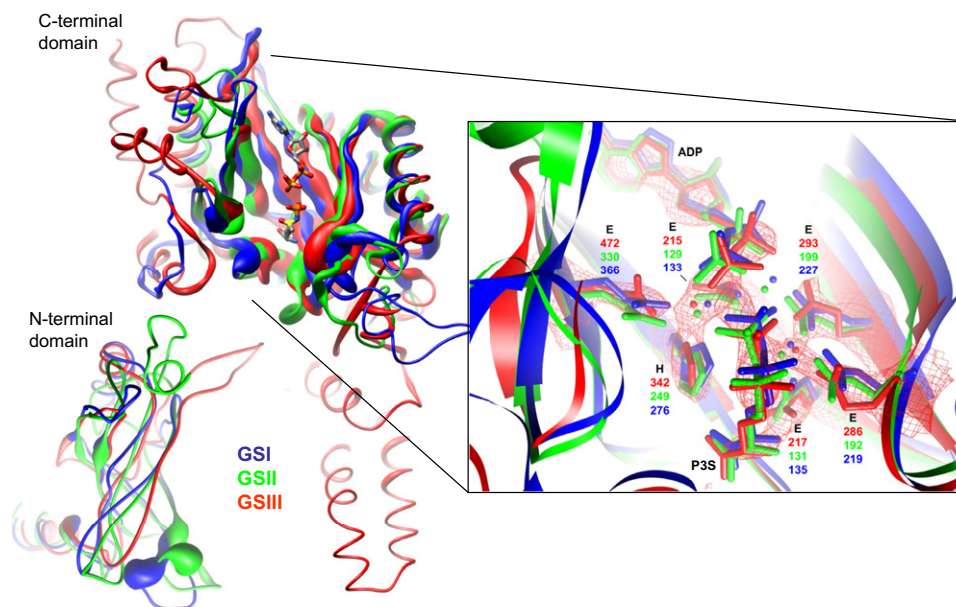 C-terminal
domain
N-terminal
domain
GSI
GSII
GSIII
ADP
E
472
330
366
E
215
129
133
E
293
199
227
H
342
249
276
E
217
131
135
E
286
192
219
P3S